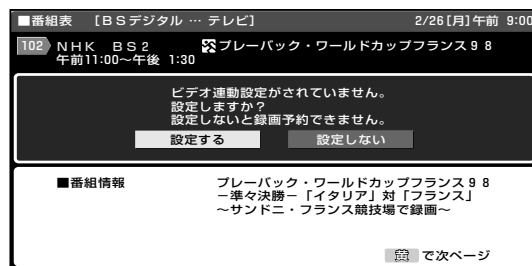 ■番組表 [BSデジタル … テレビ] 2/26[月]午前 9:00
102 NHK BS2 プレーバック・ワールドカップフランス98
午前11:00～午後 1:30
ビデオ連動設定がされていません。
設定しますか?
設定しないと録画予約できません。
設定する 設定しない
■番組情報 プレーバック・ワールドカップフランス98
－準々決勝－「イタリア」対「フランス」
～サンドニ・フランス競技場で録画～
黄 で次ページ